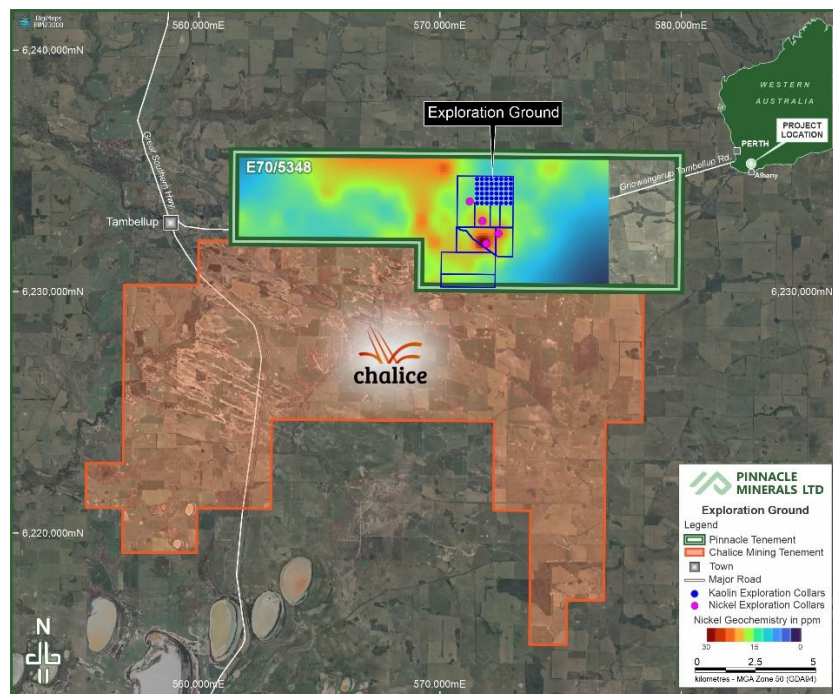 DigMaps
560,000mE
570,000mE
580,000mE
6,240,000mN
WESTERN
AUSTRALIA
PROJECT
LOCATION
PERTH
Albany
Exploration Ground
E70/5348
Great Southern Hwy.
Gnowangerup Tambellup Rd.
Tambellup
6,230,000mN
6,230,000mN
chalice
6,220,000mN
PINNACLE
MINERALS LTD
Exploration Ground
Legend
Pinnacle Tenement
Chalice Mining Tenement
Town
Major Road
Kaolin Exploration Collars
Nickel Exploration Collars
Nickel Geochemistry in ppm
30
0
0 2.5 5
kilometres - MGA Zone 50 (GDA94)
N
560,000mE
570,000mE